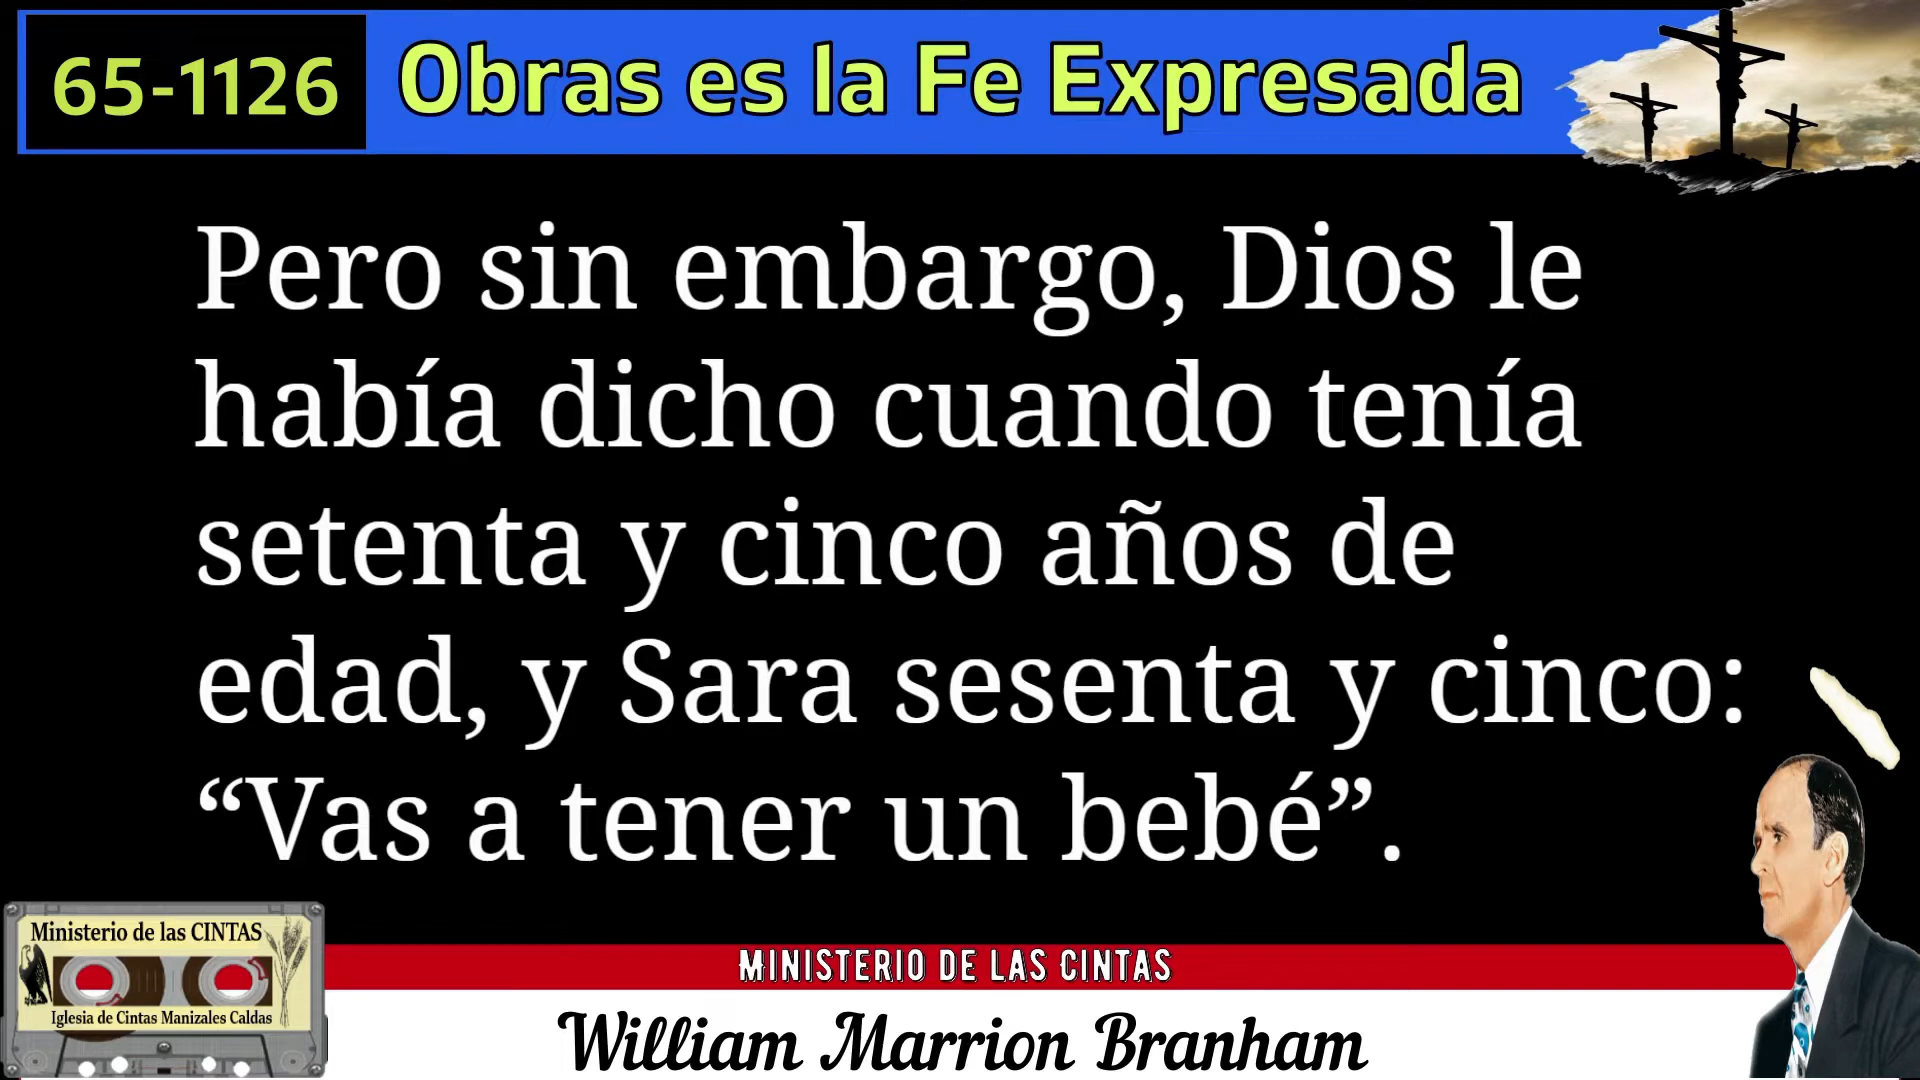 65-1126
Obras es la Fe Expresada
Pero sin embargo, Dios le
había dicho cuando tenía
setenta y cinco años de
edad, y Sara sesenta y cinco:
“Vas a tener un bebé”.
Ministerio de las CINTAS
Iglesia de Cintas Manizales Caldas
MINISTERIO DE LAS CINTAS
William Marrion Branham